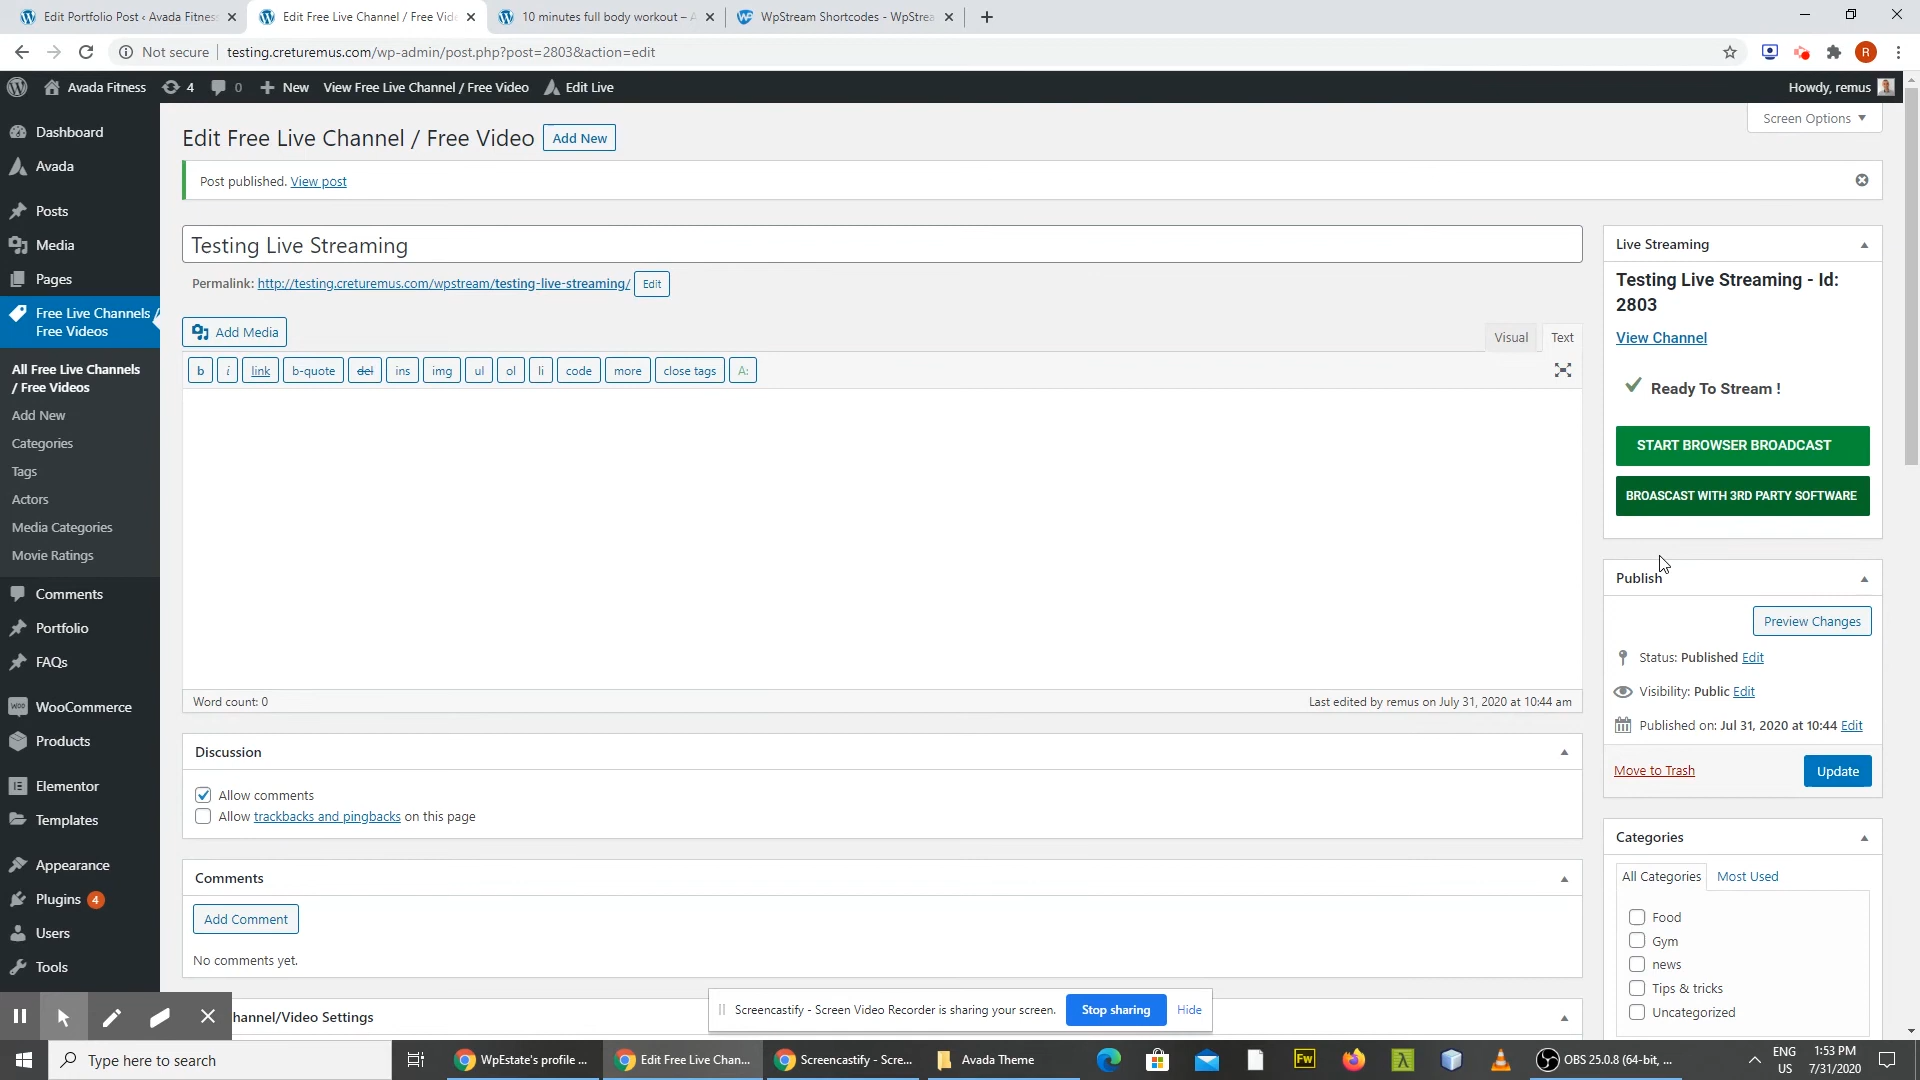 Edit Portfolio Post ‹ Avada Fitness
Edit Free Live Channel / Free Vide
10 minutes full body workout – A
WpStream Shortcodes - WpStrea
Not secure
testing.creturemus.com/wp-admin/post.php?post=2803&action=edit
R
Avada Fitness
4
0
New
View Free Live Channel / Free Video
Edit Live
Howdy, remus
Screen Options
Dashboard
Avada
Posts
Media
Pages
Free Live Channels /
Free Videos
All Free Live Channels
/ Free Videos
Add New
Categories
Tags
Actors
Media Categories
Movie Ratings
Comments
Portfolio
FAQs
WooCommerce
Products
Elementor
Templates
Appearance
Plugins 4
Users
Tools
Edit Free Live Channel / Free Video
Add New
Post published. View post
Testing Live Streaming
Permalink: http://testing.creturemus.com/wpstream/testing-live-streaming/ Edit
Add Media
Visual
Text
b
i
link
b-quote
del
ins
img
ul
ol
li
code
more
close tags
A:
Word count: 0
Last edited by remus on July 31, 2020 at 10:44 am
Discussion
Allow comments
Allow trackbacks and pingbacks on this page
Comments
Add Comment
No comments yet.
hannel/Video Settings
Live Streaming
Testing Live Streaming - Id:
2803
View Channel
Ready To Stream !
START BROWSER BROADCAST
BROASCAST WITH 3RD PARTY SOFTWARE
Publish
Preview Changes
Status: Published Edit
Visibility: Public Edit
Published on: Jul 31, 2020 at 10:44 Edit
Move to Trash
Update
Categories
All Categories
Most Used
Food
Gym
news
Tips & tricks
Uncategorized
Screencastify - Screen Video Recorder is sharing your screen.
Stop sharing
Hide
Type here to search
WpEstate's profile ...
Edit Free Live Chan...
Screencastify - Scre...
Avada Theme
Fw
OBS 25.0.8 (64-bit, ...
ENG
US
1:53 PM
7/31/2020